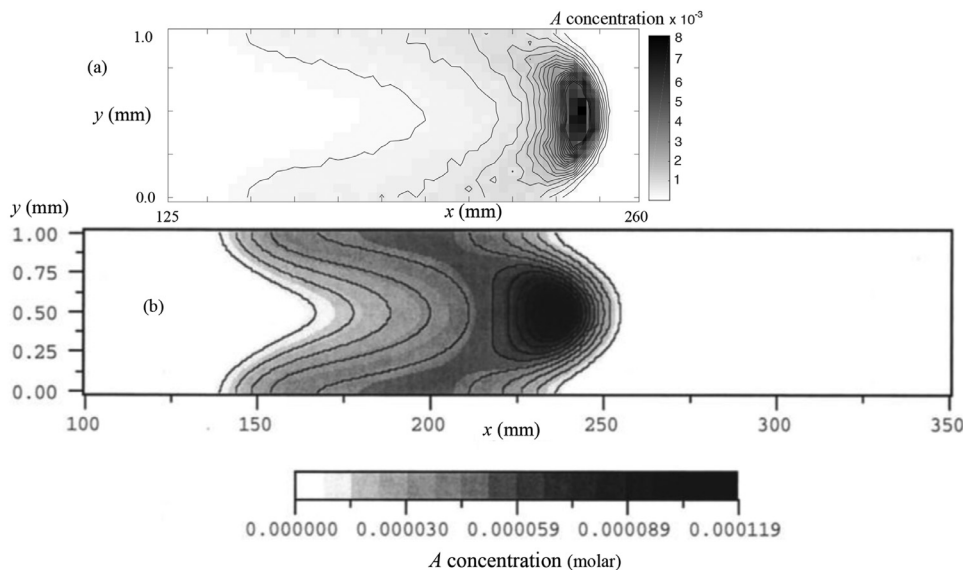 A concentration x 10-3
1.0
(a)
y (mm)
0.0
125
x (mm)
260
8
7
6
5
4
3
2
1
y (mm)
1.00
0.75
0.50
0.25
0.00
(b)
100
150
200
x (mm)
250
300
350
0.000000 0.000030 0.000059 0.000089 0.000119
A concentration (molar)